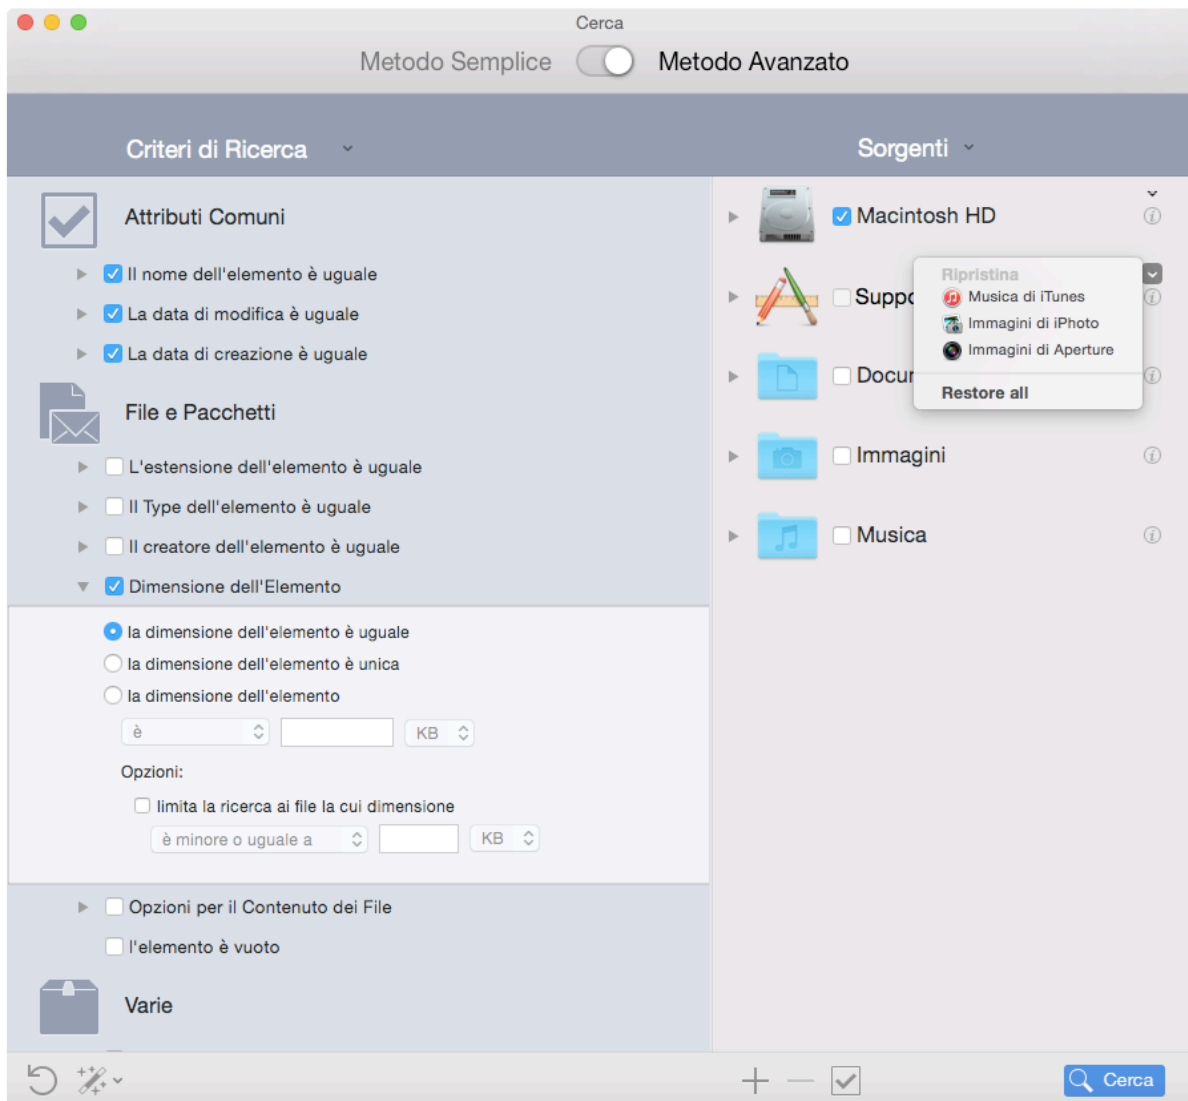 Cerca
Metodo Semplice Metodo Avanzato
Criteri di Ricerca
Sorgenti
Attributi Comuni
Il nome dell'elemento è uguale
La data di modifica è uguale
La data di creazione è uguale
File e Pacchetti
L'estensione dell'elemento è uguale
Il Type dell'elemento è uguale
Il creatore dell'elemento è uguale
Dimensione dell'Elemento
la dimensione dell'elemento è uguale
la dimensione dell'elemento è unica
la dimensione dell'elemento
è KB
Opzioni:
limita la ricerca ai file la cui dimensione
è minore o uguale a KB
Opzioni per il Contenuto dei File
l'elemento è vuoto
Varie
Macintosh HD
Suppo
Docur
Immagini
Musica
Ripristina
Musica di iTunes
Immagini di iPhoto
Immagini di Aperture
Restore all
Cerca